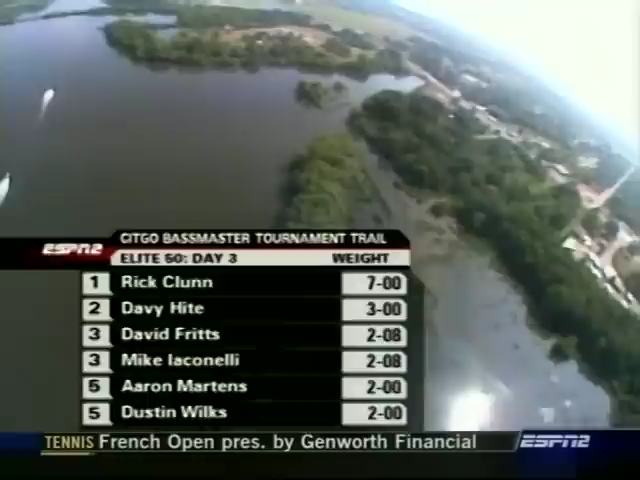 CITGO BASSMASTER TOURNAMENT TRAIL
ESPN2
ELITE 50: DAY 3 WEIGHT
1 Rick Clunn 7-00
2 Davy Hite 3-00
3 David Fritts 2-08
3 Mike Iaconelli 2-08
5 Aaron Martens 2-00
5 Dustin Wilks 2-00
TENNIS French Open pres. by Genworth Financial ESPN2